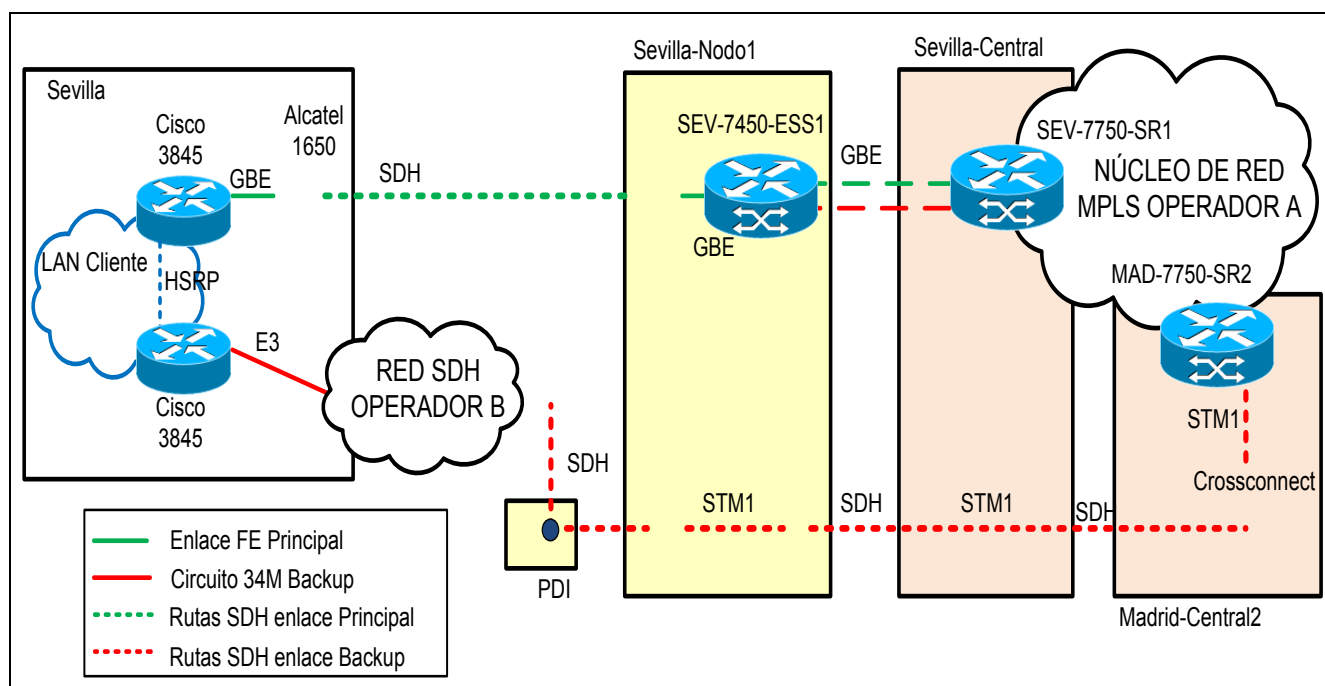 Sevilla
Cisco
3845
GBE
Alcatel
1650
SDH
LAN Cliente
HSRP
Cisco
3845
E3
RED SDH
OPERADOR B
SDH
PDI
Sevilla-Nodo1
SEV-7450-ESS1
GBE
GBE
STM1
SDH
Sevilla-Central
SEV-7750-SR1
NÚCLEO DE RED
MPLS OPERADOR A
MAD-7750-SR2
STM1
Crossconnect
STM1
SDH
Madrid-Central2
Enlace FE Principal
Circuito 34M Backup
Rutas SDH enlace Principal
Rutas SDH enlace Backup